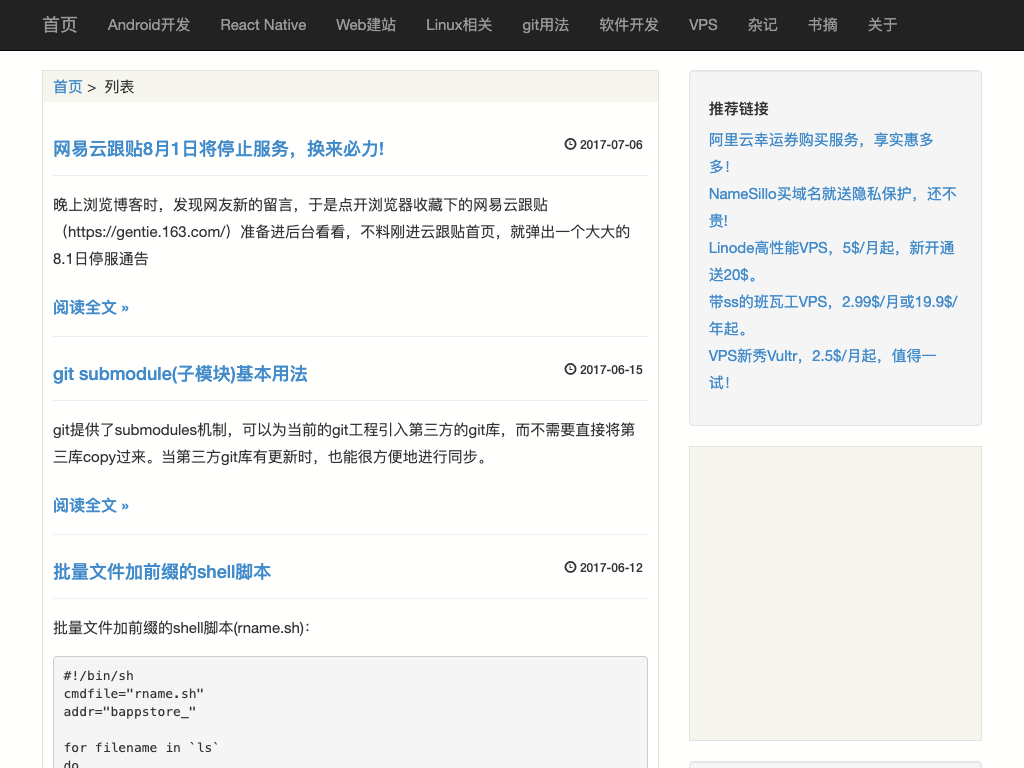 首页 Android开发 React Native Web建站 Linux相关 git用法 软件开发 VPS 杂记 书摘 关于
首页 > 列表
网易云跟贴8月1日将停止服务，换来必力!
2017-07-06
晚上浏览博客时，发现网友新的留言，于是点开浏览器收藏下的网易云跟贴
（https://gentie.163.com/）准备进后台看看，不料刚进云跟贴首页，就弹出一个大大的
8.1日停服通告
阅读全文 »
git submodule(子模块)基本用法
2017-06-15
git提供了submodules机制，可以为当前的git工程引入第三方的git库，而不需要直接将第
三库copy过来。当第三方git库有更新时，也能很方便地进行同步。
阅读全文 »
批量文件加前缀的shell脚本
2017-06-12
批量文件加前缀的shell脚本(rname.sh)：
#!/bin/sh
cmdfile="rname.sh"
addr="bappstore_"
for filename in `ls`
do
推荐链接
阿里云幸运券购买服务，享实惠多
多！
NameSillo买域名就送隐私保护，还不
贵!
Linode高性能VPS，5$/月起，新开通
送20$。
带ss的班瓦工VPS，2.99$/月或19.9$/
年起。
VPS新秀Vultr，2.5$/月起，值得一
试！